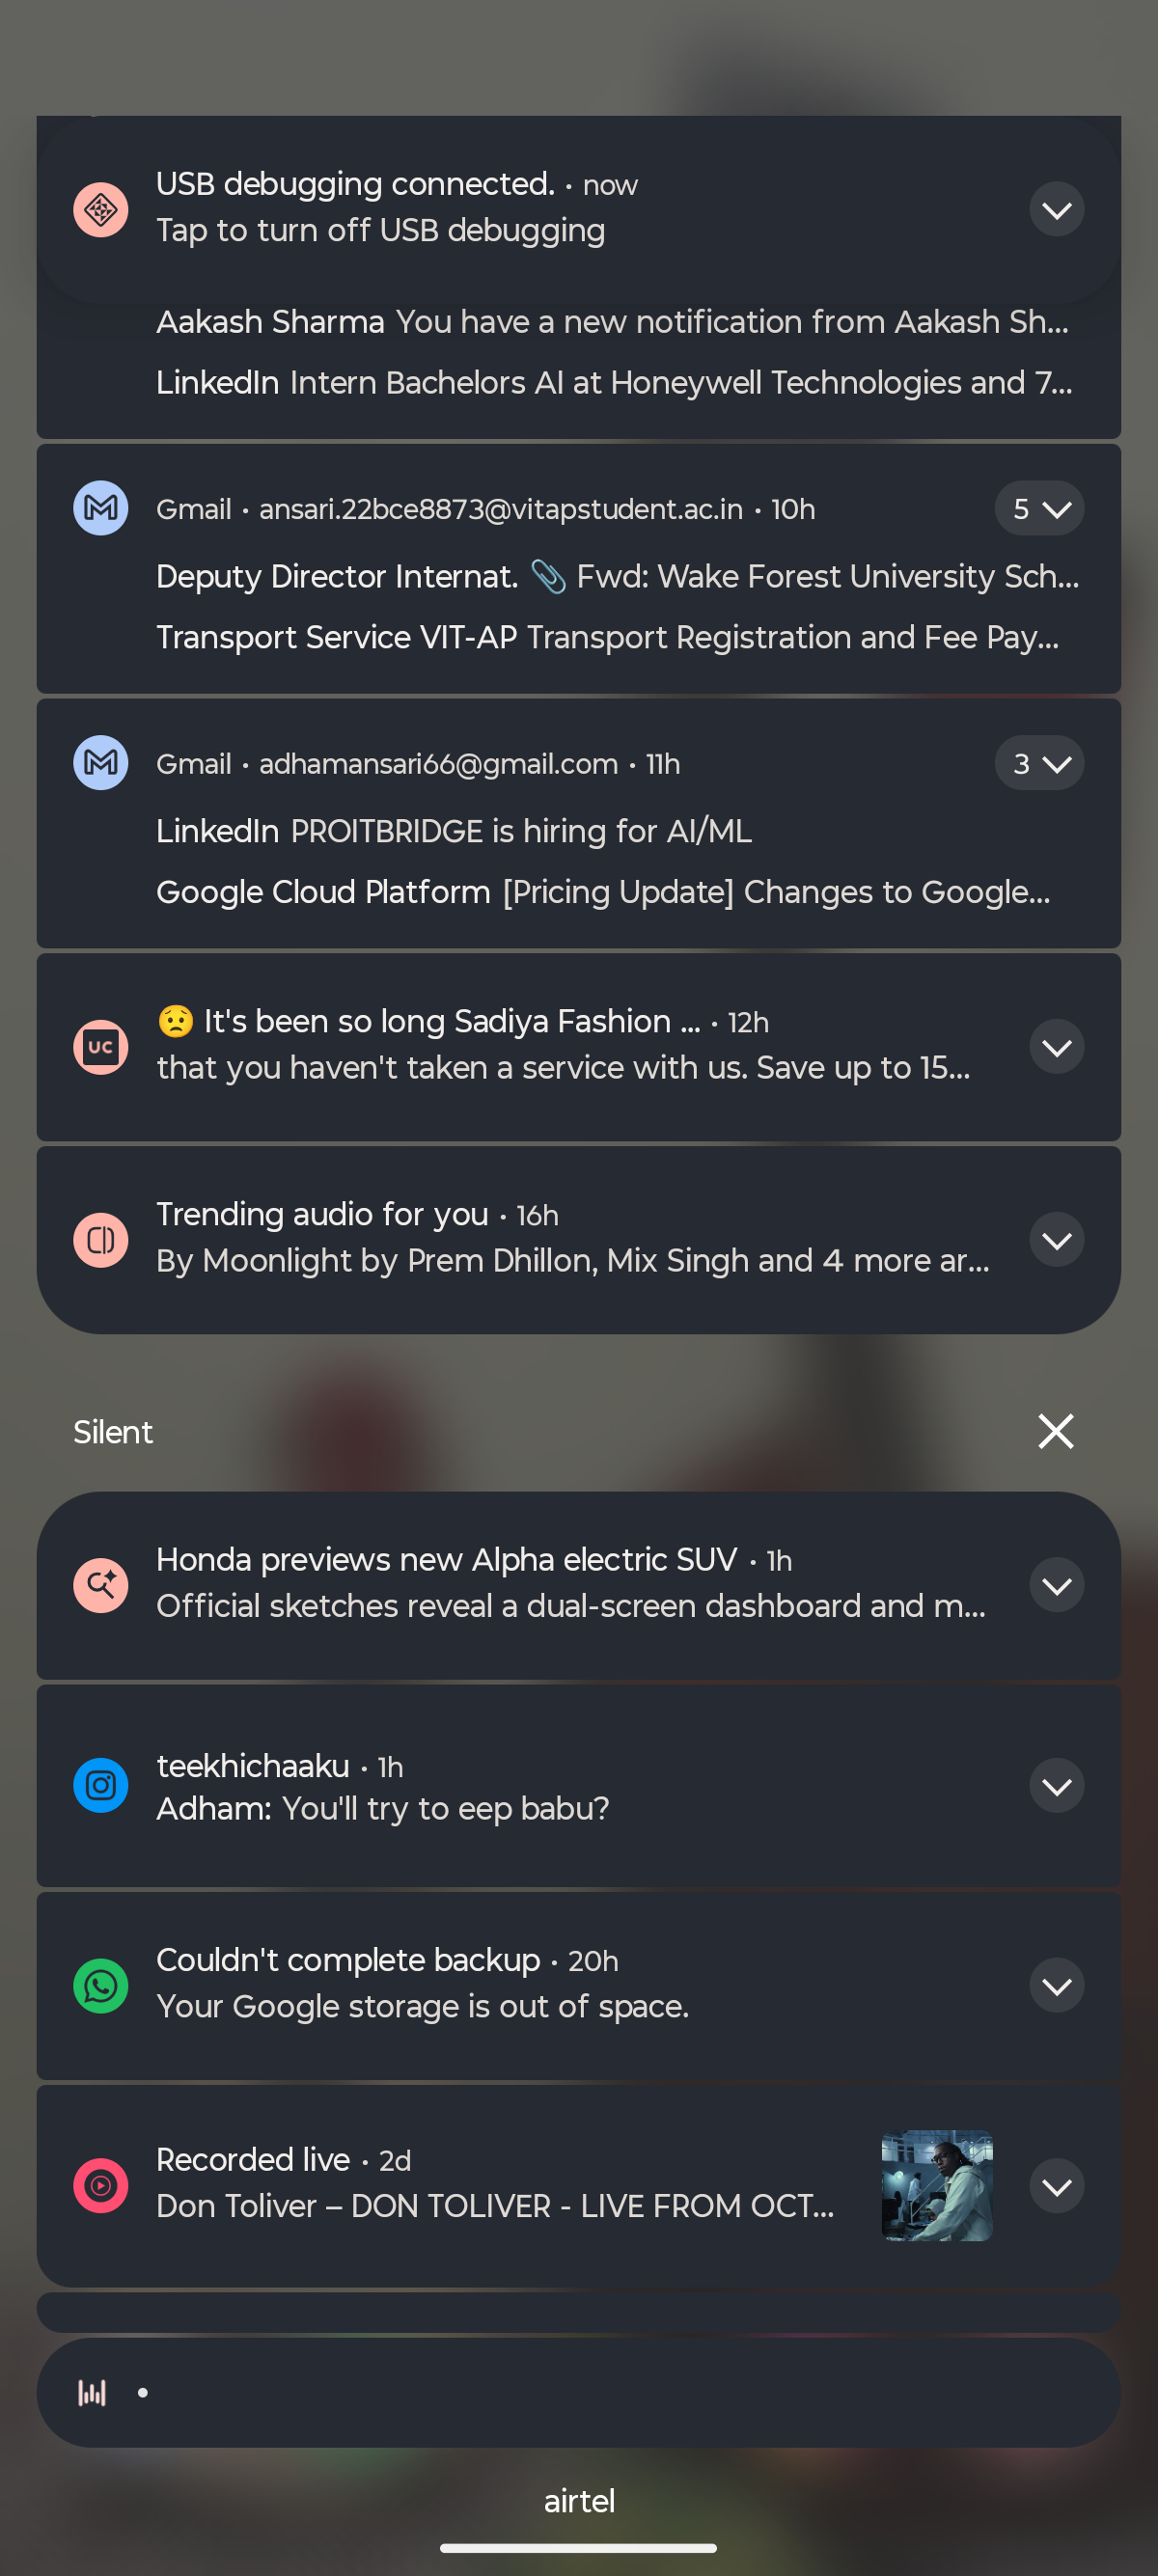 USB debugging connected. • now
Tap to turn off USB debugging
Aakash Sharma You have a new notification from Aakash Sh...
LinkedIn Intern Bachelors AI at Honeywell Technologies and 7...
Gmail • ansari.22bce8873@vitapstudent.ac.in • 10h
5
Deputy Director Internat. 📎 Fwd: Wake Forest University Sch...
Transport Service VIT-AP Transport Registration and Fee Pay...
Gmail • adhamansari66@gmail.com • 11h
3
LinkedIn PROITBRIDGE is hiring for AI/ML
Google Cloud Platform [Pricing Update] Changes to Google...
😟 It's been so long Sadiya Fashion ... • 12h
UC
that you haven't taken a service with us. Save up to 15...
Trending audio for you • 16h
By Moonlight by Prem Dhillon, Mix Singh and 4 more ar...
Silent
Honda previews new Alpha electric SUV • 1h
Official sketches reveal a dual-screen dashboard and m...
teekhichaaku • 1h
Adham: You'll try to eep babu?
Couldn't complete backup • 20h
Your Google storage is out of space.
Recorded live • 2d
Don Toliver – DON TOLIVER - LIVE FROM OCT...
airtel